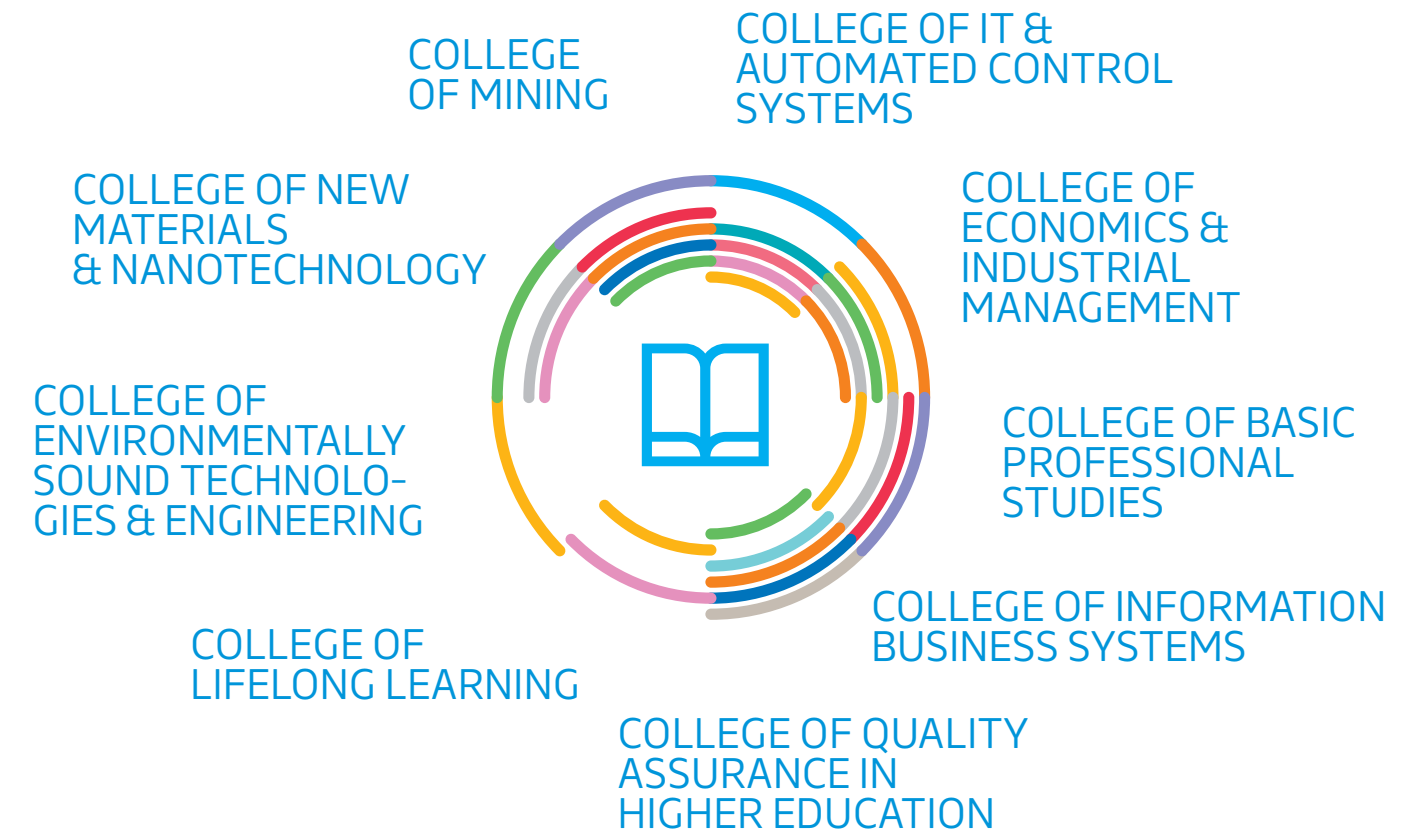 COLLEGE
OF MINING
COLLEGE OF IT &
AUTOMATED CONTROL
SYSTEMS
COLLEGE OF NEW
MATERIALS
& NANOTECHNOLOGY
COLLEGE OF
ECONOMICS &
INDUSTRIAL
MANAGEMENT
COLLEGE OF
ENVIRONMENTALLY
SOUND TECHNOLO-
GIES & ENGINEERING
COLLEGE OF BASIC
PROFESSIONAL
STUDIES
COLLEGE OF INFORMATION
BUSINESS SYSTEMS
COLLEGE OF
LIFELONG LEARNING
COLLEGE OF QUALITY
ASSURANCE IN
HIGHER EDUCATION